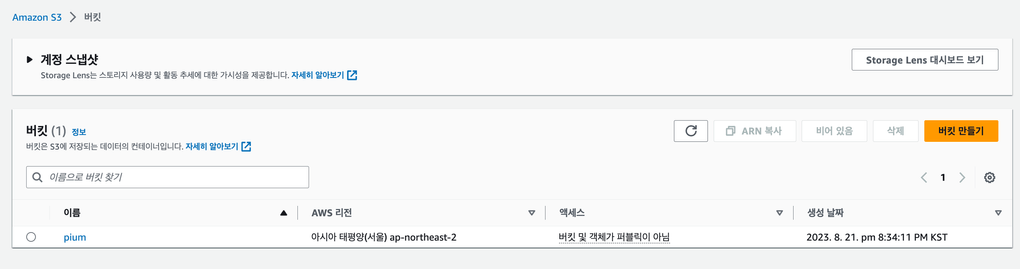 Amazon S3 > 버킷
계정 스냅샷
Storage Lens 대시보드 보기
Storage Lens는 스토리지 사용량 및 활동 추세에 대한 가시성을 제공합니다. 자세히 알아보기
버킷 (1) 정보
ARN 복사 비어 있음 삭제 버킷 만들기
버킷은 S3에 저장되는 데이터의 컨테이너입니다. 자세히 알아보기
이름으로 버킷 찾기
< 1 >
이름 AWS 리전 액세스 생성 날짜
pium 아시아 태평양(서울) ap-northeast-2 버킷 및 객체가 퍼블릭이 아님 2023. 8. 21. pm 8:34:11 PM KST